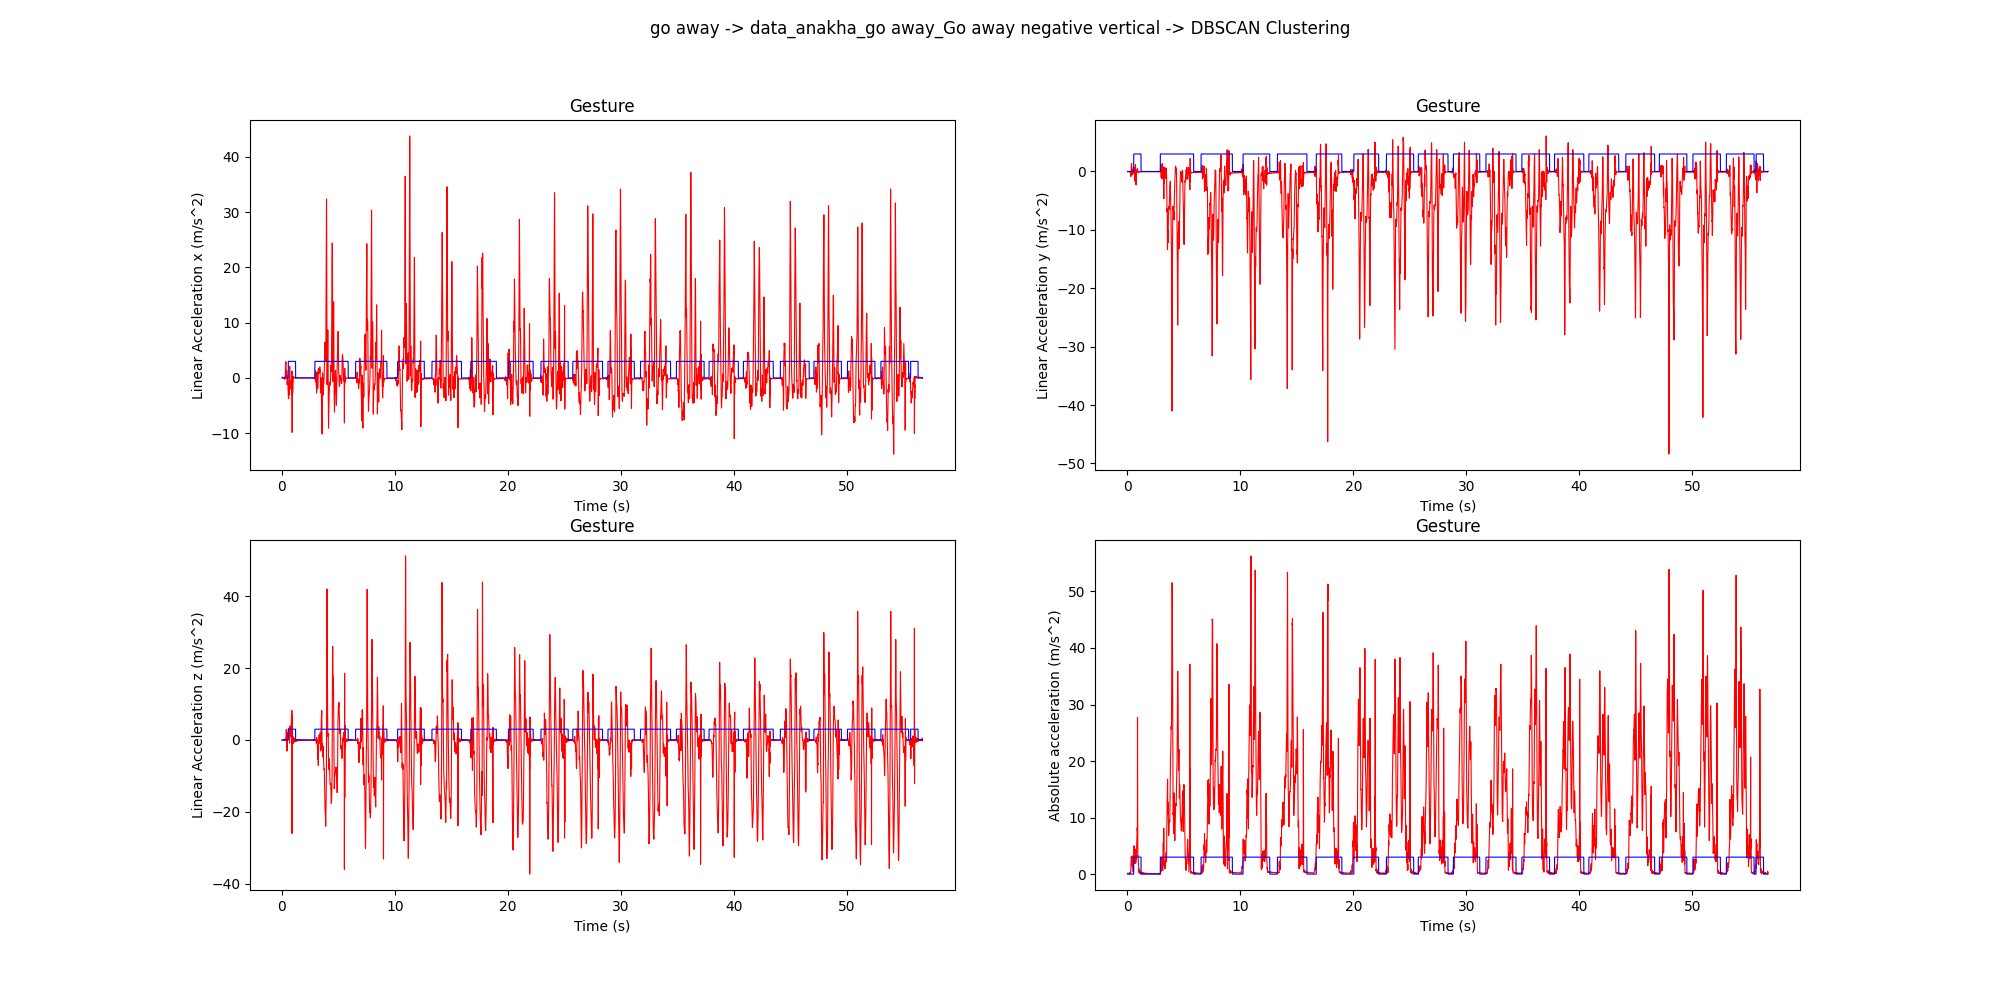 go away -> data_anakha_go away_Go away negative vertical -> DBSCAN Clustering
Gesture
Linear Acceleration x (m/s^2)
40
30
20
10
0
−10
0 10 20 30 40 50
Time (s)
Gesture
Linear Acceleration y (m/s^2)
0
−10
−20
−30
−40
−50
0 10 20 30 40 50
Time (s)
Gesture
Linear Acceleration z (m/s^2)
40
20
0
−20
−40
0 10 20 30 40 50
Time (s)
Gesture
Absolute acceleration (m/s^2)
50
40
30
20
10
0
0 10 20 30 40 50
Time (s)